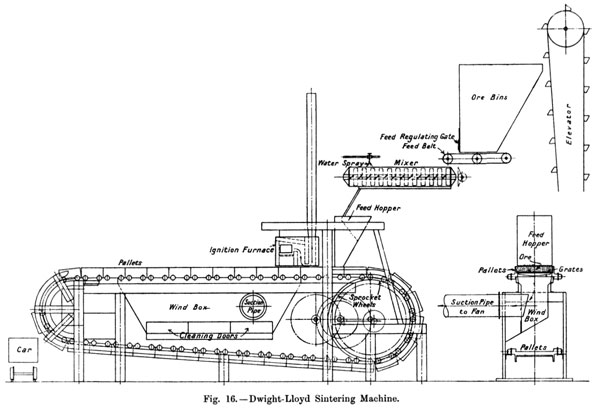 Ore Bins
Elevator
Feed Regulating Gate
Feed Belt
Water Spray
Mixer
Feed Hopper
Ignition Furnace
Pallets
Wind Box
Suction
Pipe
Sprocket
Wheels
Cleaning Doors
Car
Feed
Hopper
Ore
Pallets
Grates
Suction Pipe
to Fan
Wind
Box
Pallets
Fig. 16.—Dwight-Lloyd Sintering Machine.